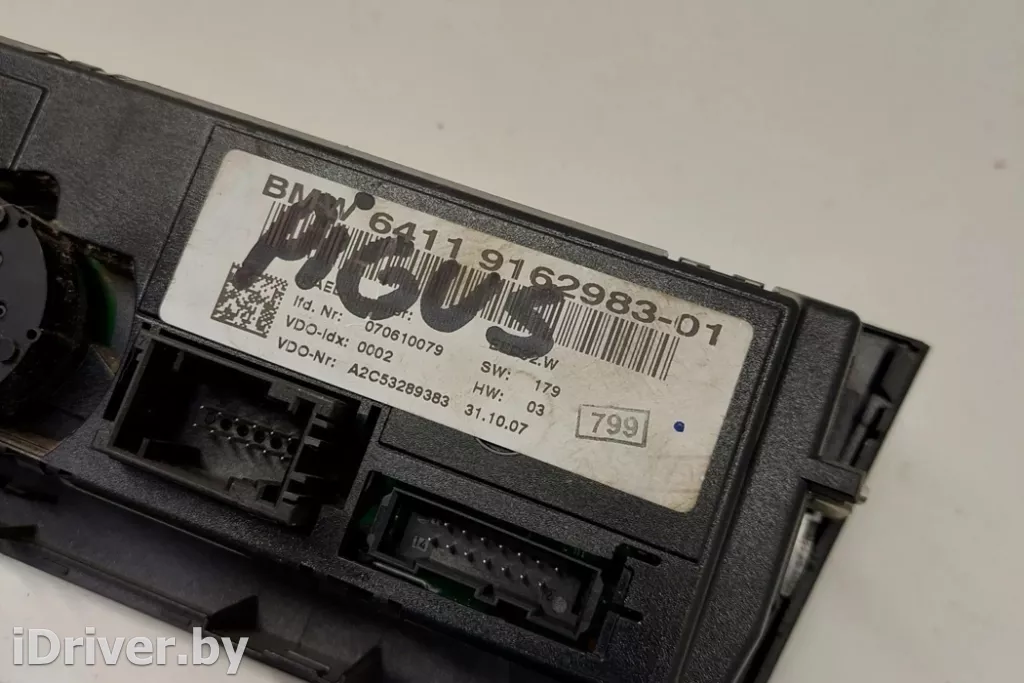 BMW 6411 9162983-01
PIGUS
lfd. Nr: 070610079
VDO-Idx: 0002
VDO-Nr: A2C53289383
SW: 179
HW: 03
31.10.07
799
iDriver.by